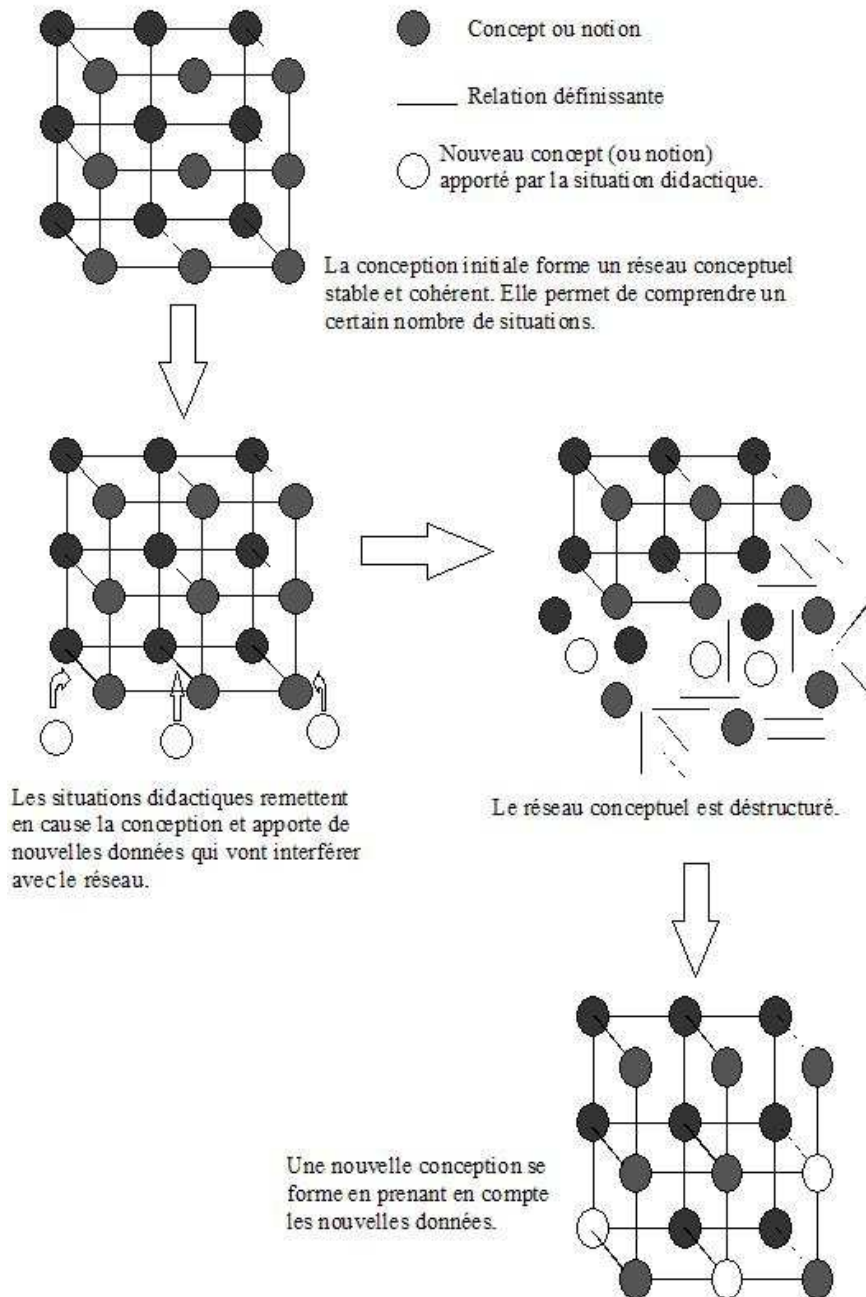 Concept ou notion
Relation définissante
Nouveau concept (ou notion)
apporté par la situation didactique.
La conception initiale forme un réseau conceptuel
stable et cohérent. Elle permet de comprendre un
certain nombre de situations.
Les situations didactiques remettent
en cause la conception et apporte de
nouvelles données qui vont interférer
avec le réseau.
Le réseau conceptuel est déstructuré.
Une nouvelle conception se
forme en prenant en compte
les nouvelles données.